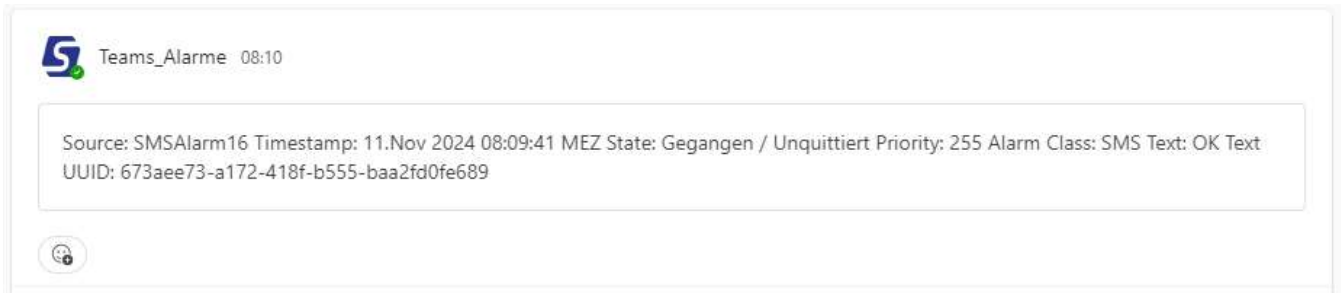 Teams_Alarme 08:10
Source: SMSAlarm16 Timestamp: 11.Nov 2024 08:09:41 MEZ State: Gegangen / Unquittiert Priority: 255 Alarm Class: SMS Text: OK Text
UUID: 673aee73-a172-418f-b555-baa2fd0fe689